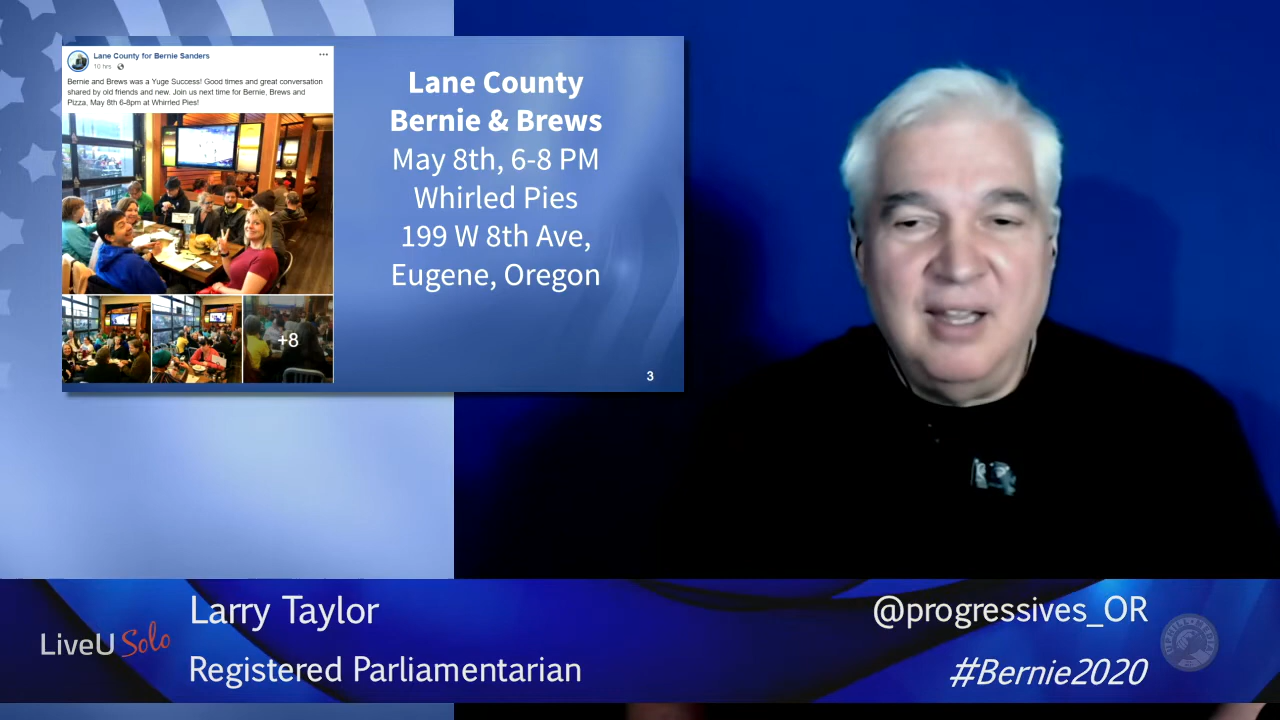 Lane County for Bernie Sanders
10 hrs
Bernie and Brews was a Yuge Success! Good times and great conversation
shared by old friends and new. Join us next time for Bernie, Brews and
Pizza, May 8th 6-8pm at Whirled Pies!
+8
Lane County
Bernie & Brews
May 8th, 6-8 PM
Whirled Pies
199 W 8th Ave,
Eugene, Oregon
3
LiveU Solo
Larry Taylor
Registered Parliamentarian
@progressives_OR
#Bernie2020